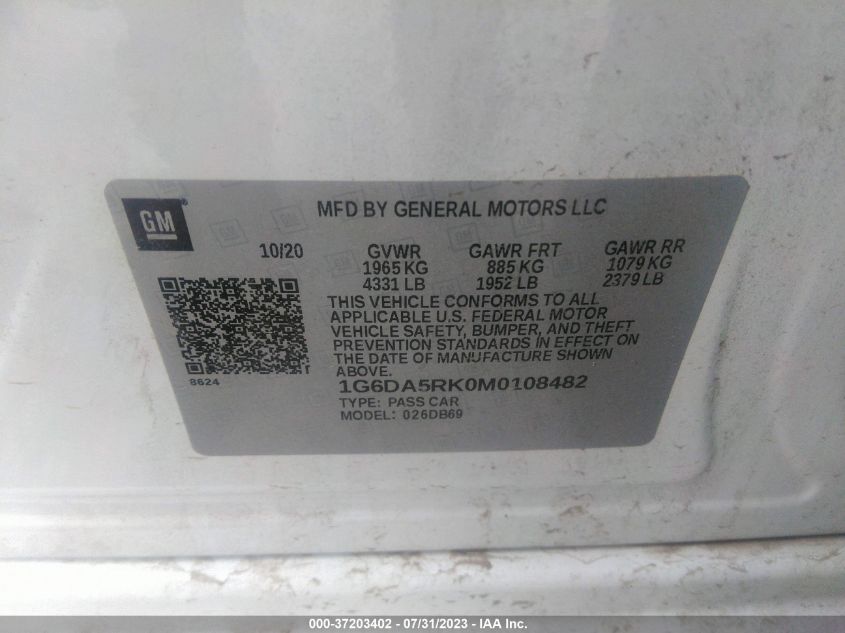 GM
MFD BY GENERAL MOTORS LLC
10/20 GVWR GAWR FRT GAWR RR
1965 KG 885 KG 1079 KG
4331 LB 1952 LB 2379 LB
THIS VEHICLE CONFORMS TO ALL
APPLICABLE U.S. FEDERAL MOTOR
VEHICLE SAFETY, BUMPER, AND THEFT
PREVENTION STANDARDS IN EFFECT ON
THE DATE OF MANUFACTURE SHOWN
ABOVE.
8624
1G6DA5RK0M0108482
TYPE: PASS CAR
MODEL: 026DB69
000-37203402 - 07/31/2023 - IAA Inc.